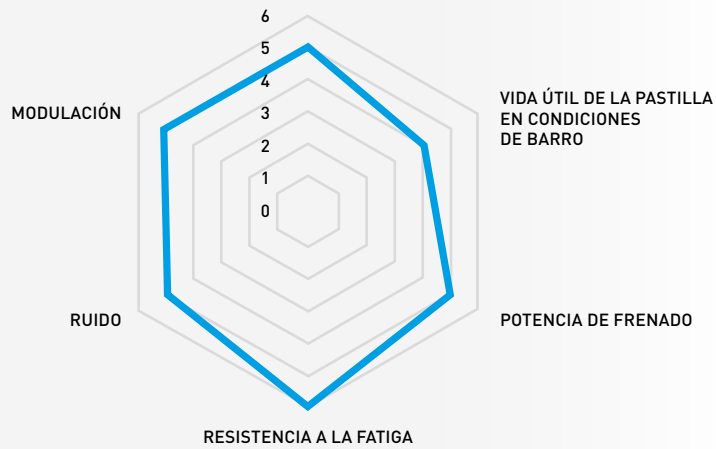 6
5
4
3
2
1
0
MODULACIÓN
VIDA ÚTIL DE LA PASTILLA
EN CONDICIONES
DE BARRO
RUIDO
POTENCIA DE FRENADO
RESISTENCIA A LA FATIGA